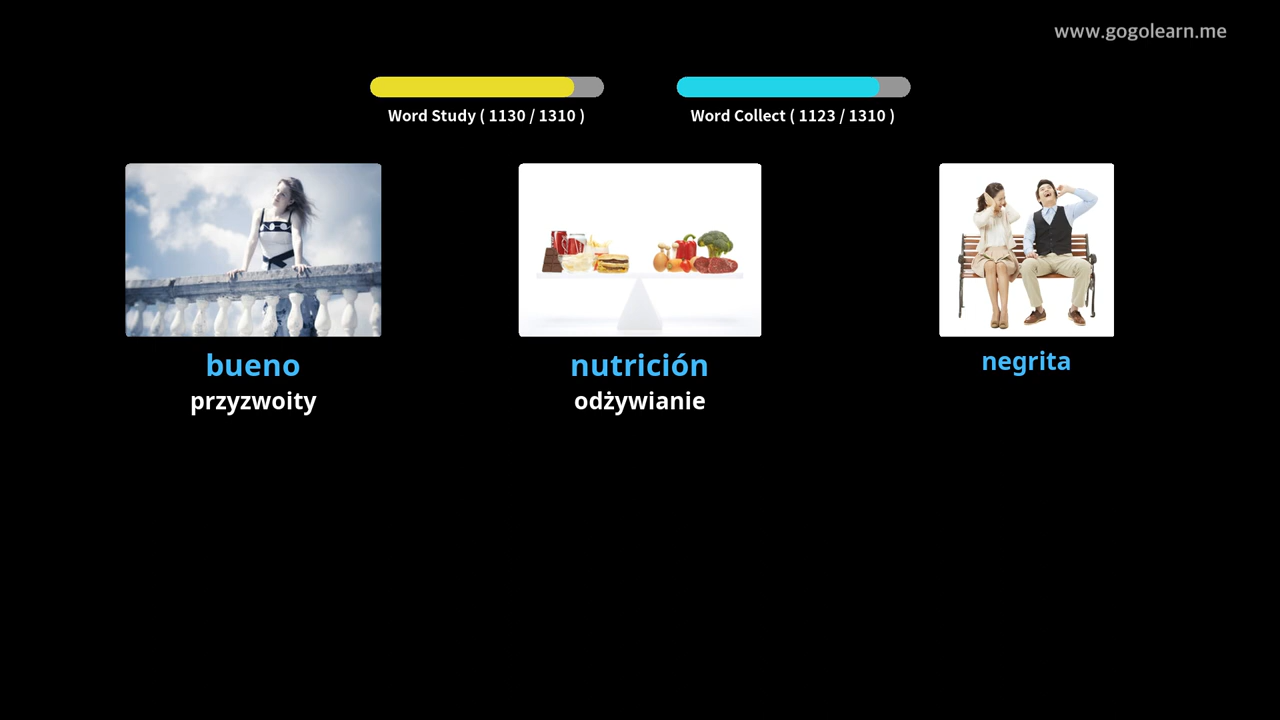 www.gogolearn.me
Word Study ( 1130 / 1310 )
Word Collect ( 1123 / 1310 )
bueno
nutrición
negrita
przyzwoity
odżywianie